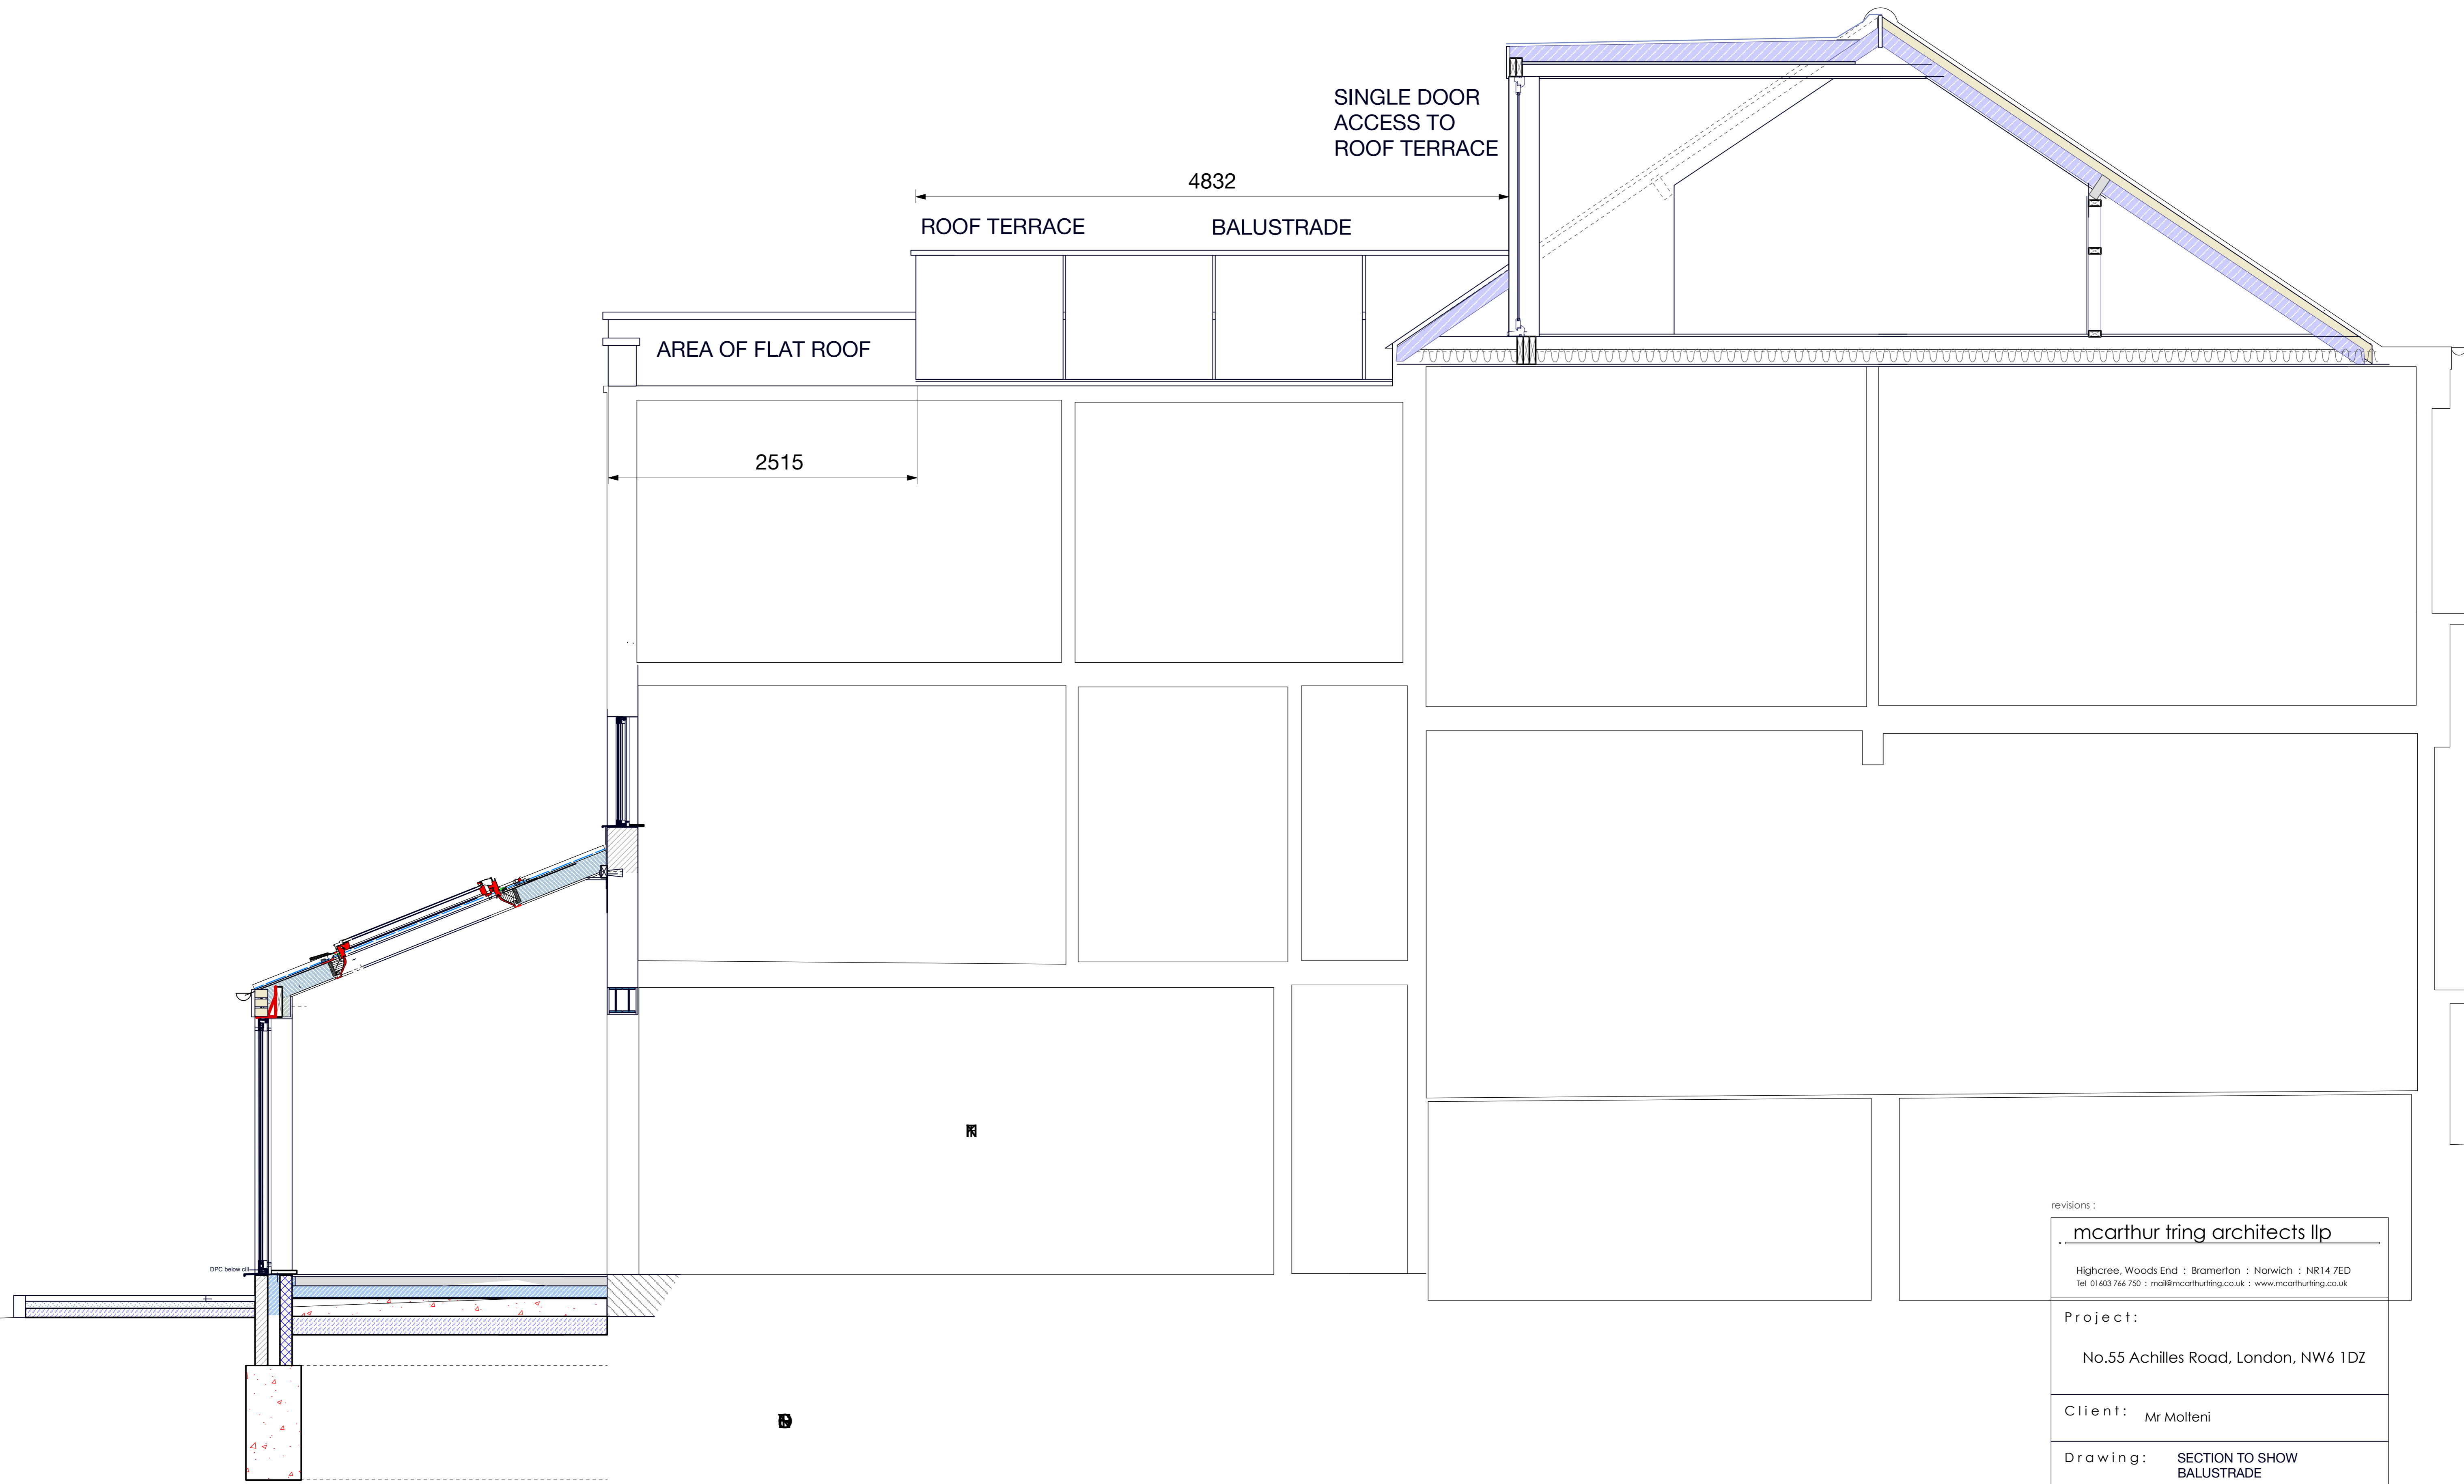 SINGLE DOOR
ACCESS TO
ROOF TERRACE
4832
ROOF TERRACE
BALUSTRADE
AREA OF FLAT ROOF
2515
DPC below cill
revisions :
mcarthur tring architects llp
Highcree, Woods End : Bramerton : Norwich : NR14 7ED
Tel 01603 766 750 : mail@mcarthurtring.co.uk : www.mcarthurtring.co.uk
Project:
No.55 Achilles Road, London, NW6 1DZ
Client: Mr Molteni
Drawing: SECTION TO SHOW
BALUSTRADE